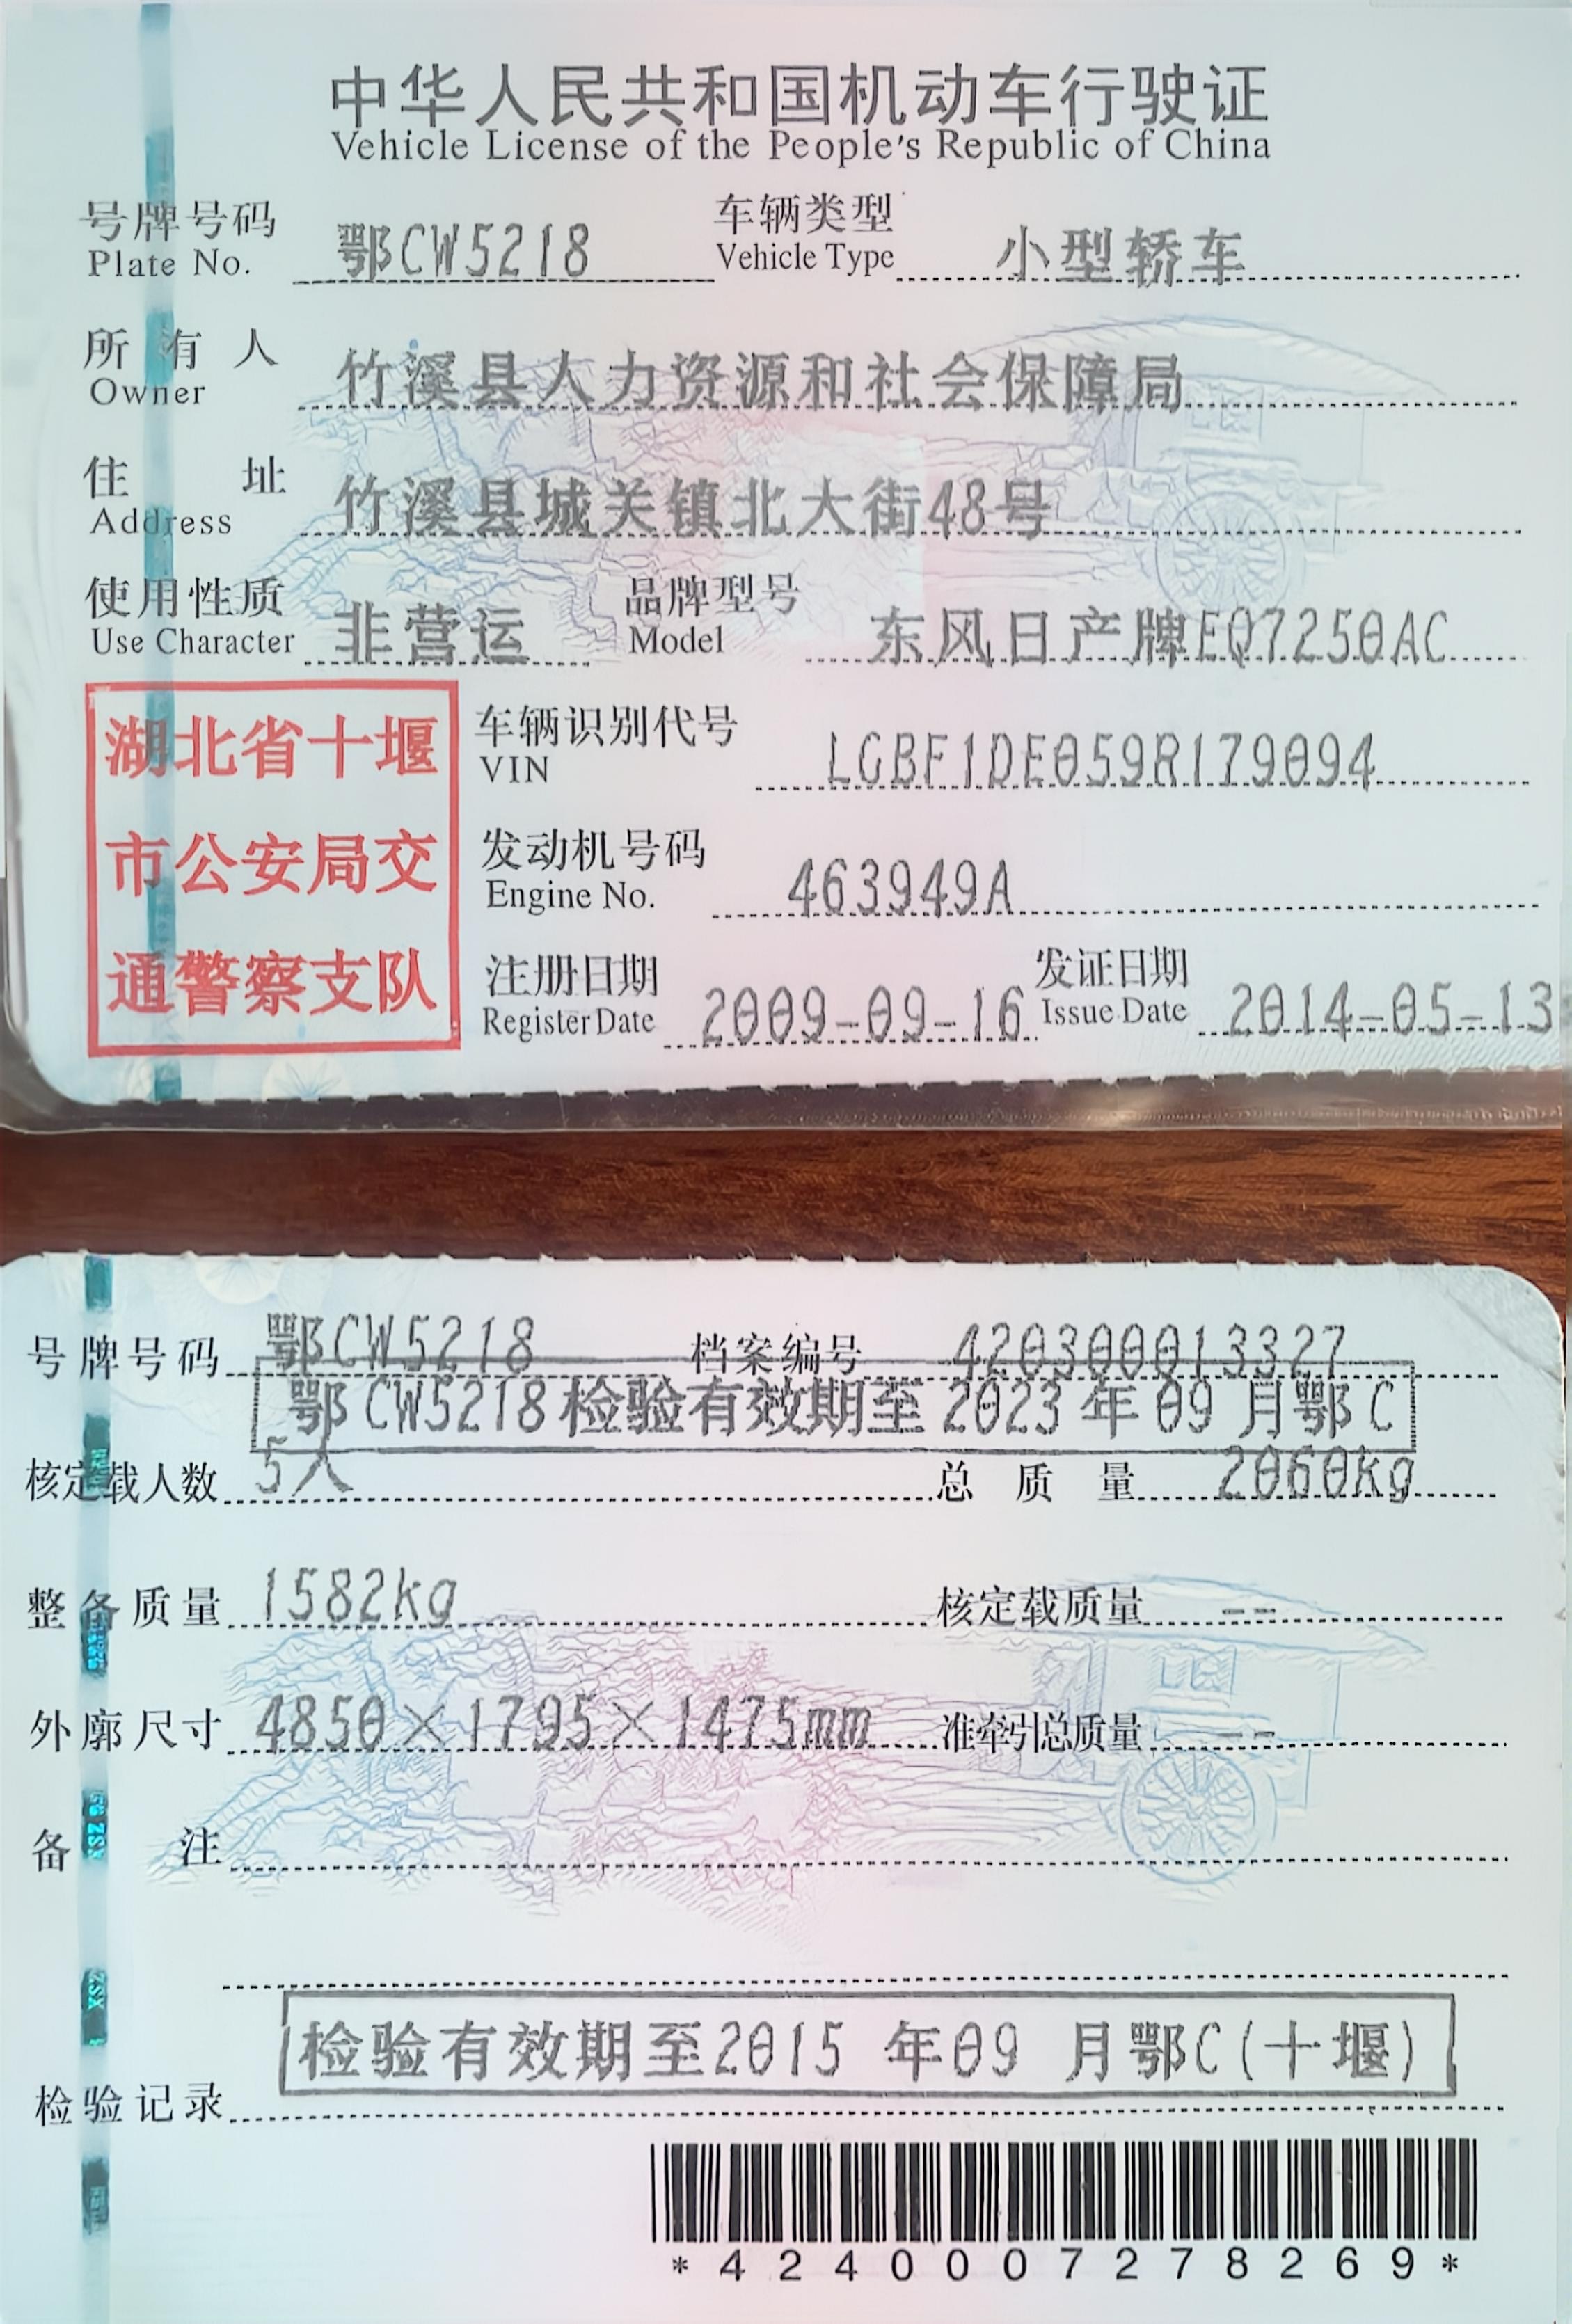 中华人民共和国机动车行驶证
Vehicle License of the People's Republic of China
号牌号码 鄂CW5218 车辆类型 小型轿车
Plate No. Vehicle Type
所有人 竹溪县人力资源和社会保障局
Owner
住址 竹溪县城关镇北大街48号
Address
使用性质 非营运 品牌型号 东风日产牌EQ7250AC
Use Character Model
湖北省十堰
市公安局交
通警察支队
车辆识别代号 LGBF1DE059R179094
VIN
发动机号码 463949A
Engine No.
注册日期 2009-09-16 发证日期 2014-05-13
Register Date Issue Date
号牌号码 鄂CW5218 档案编号 420300013327
鄂CW5218检验有效期至2023年09月鄂C
核定载人数 5人 总质量 2060kg
整备质量 1582kg 核定载质量 --
外廓尺寸 4850×1795×1475mm 准牵引总质量 --
备注
检验有效期至2015年09月鄂C(十堰)
检验记录
*4240007278269*